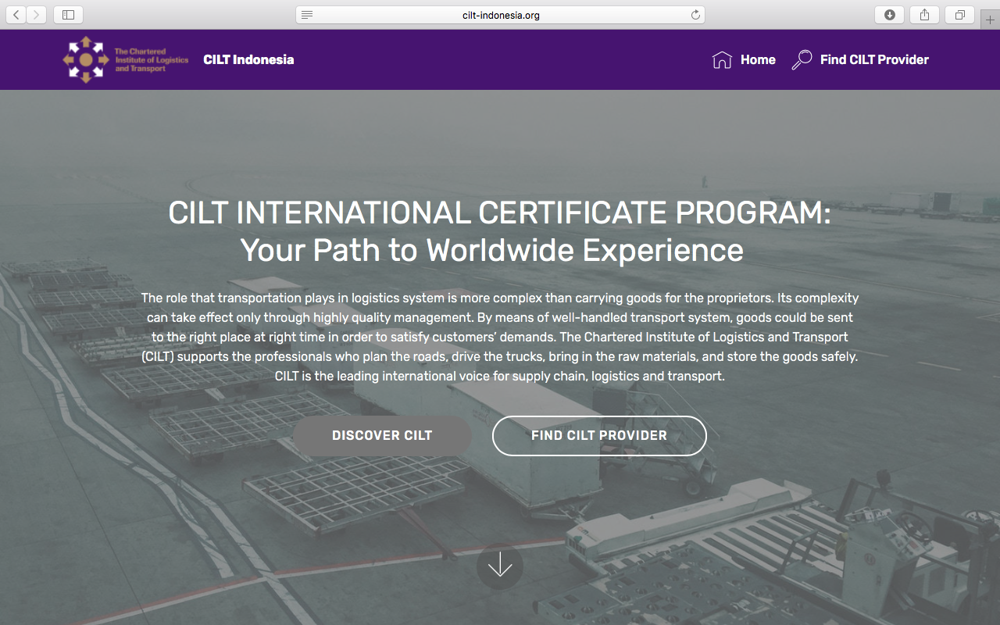 cilt-indonesia.org
The Chartered
Institute of Logistics
and Transport
CILT Indonesia
Home
Find CILT Provider
CILT INTERNATIONAL CERTIFICATE PROGRAM:
Your Path to Worldwide Experience
The role that transportation plays in logistics system is more complex than carrying goods for the proprietors. Its complexity
can take effect only through highly quality management. By means of well-handled transport system, goods could be sent
to the right place at right time in order to satisfy customers’ demands. The Chartered Institute of Logistics and Transport
(CILT) supports the professionals who plan the roads, drive the trucks, bring in the raw materials, and store the goods safely.
CILT is the leading international voice for supply chain, logistics and transport.
DISCOVER CILT
FIND CILT PROVIDER